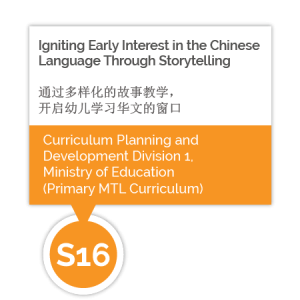 Igniting Early Interest in the Chinese
Language Through Storytelling
通过多样化的故事教学，
开启幼儿学习华文的窗口
Curriculum Planning and
Development Division 1,
Ministry of Education
(Primary MTL Curriculum)
S16